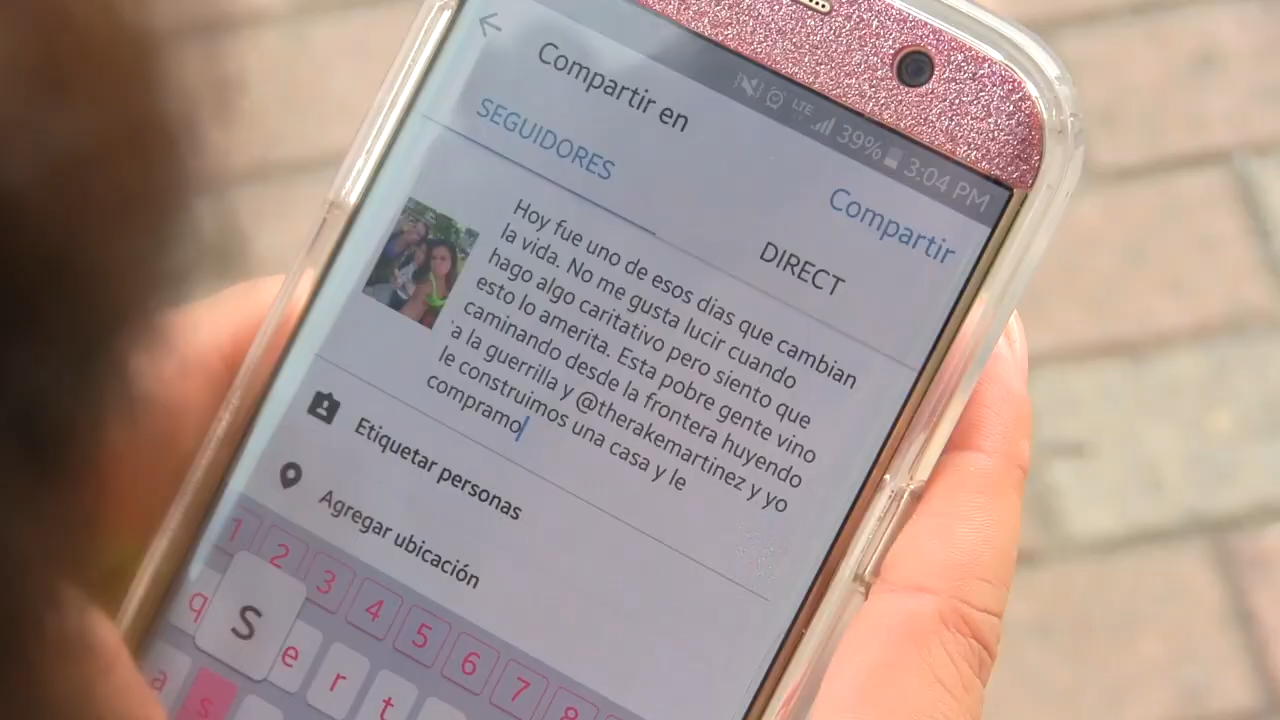 LTE 39% 3:04 PM
Compartir en
SEGUIDORES
Compartir
DIRECT
Hoy fue uno de esos dias que cambian
la vida. No me gusta lucir cuando
hago algo caritativo pero siento que
esto lo amerita. Esta pobre gente vino
caminando desde la frontera huyendo
a la guerrilla y @therakemartinez y yo
le construimos una casa y le
compramo
Etiquetar personas
Agregar ubicación
1 2 3 4 5 6 7 8
q S e r t
a s